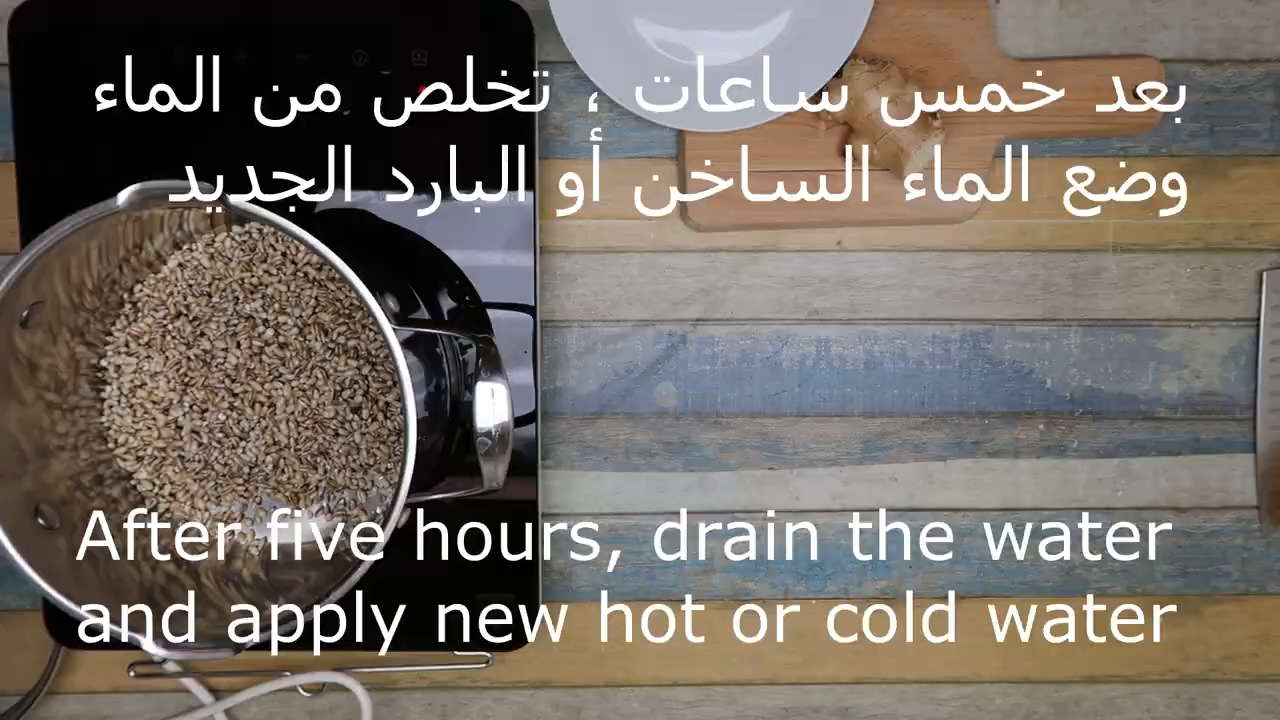 بعد خمس ساعات ، تخلص من الماء
وضع الماء الساخن أو البارد الجديد
After five hours, drain the water
and apply new hot or cold water